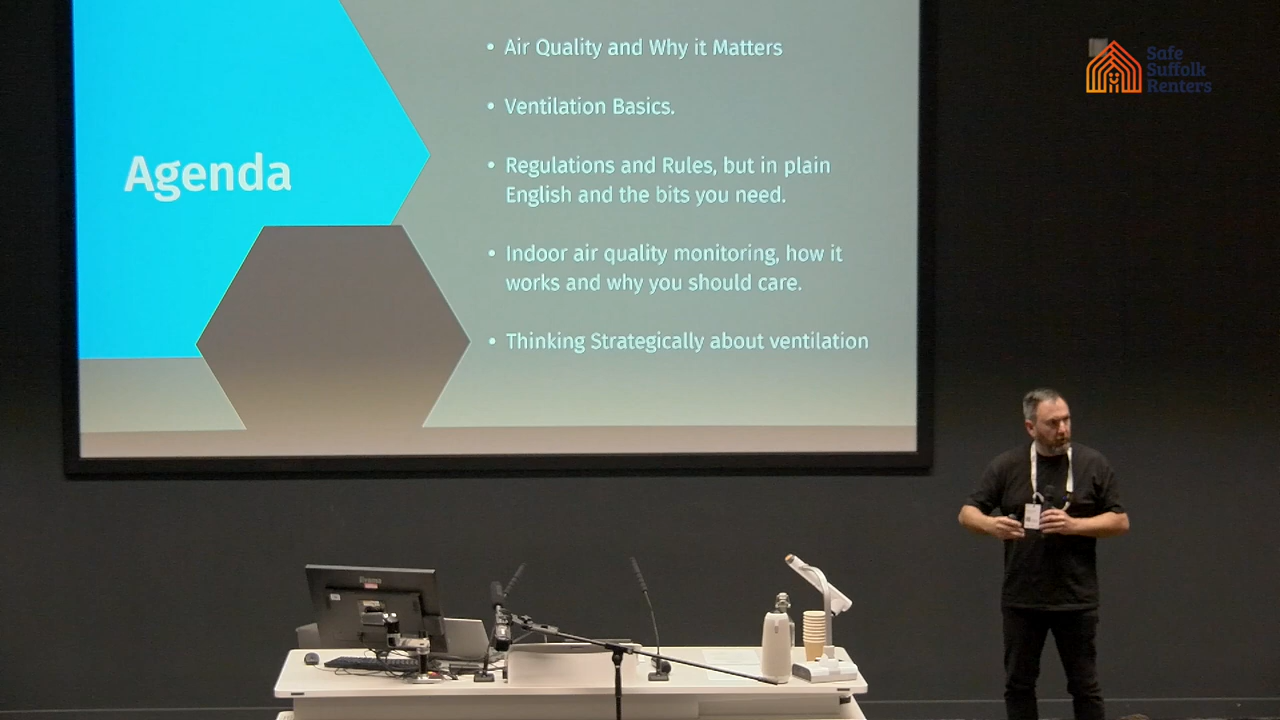 Agenda
• Air Quality and Why it Matters
• Ventilation Basics.
• Regulations and Rules, but in plain
English and the bits you need.
• Indoor air quality monitoring, how it
works and why you should care.
• Thinking Strategically about ventilation
Safe
Suffolk
Renters